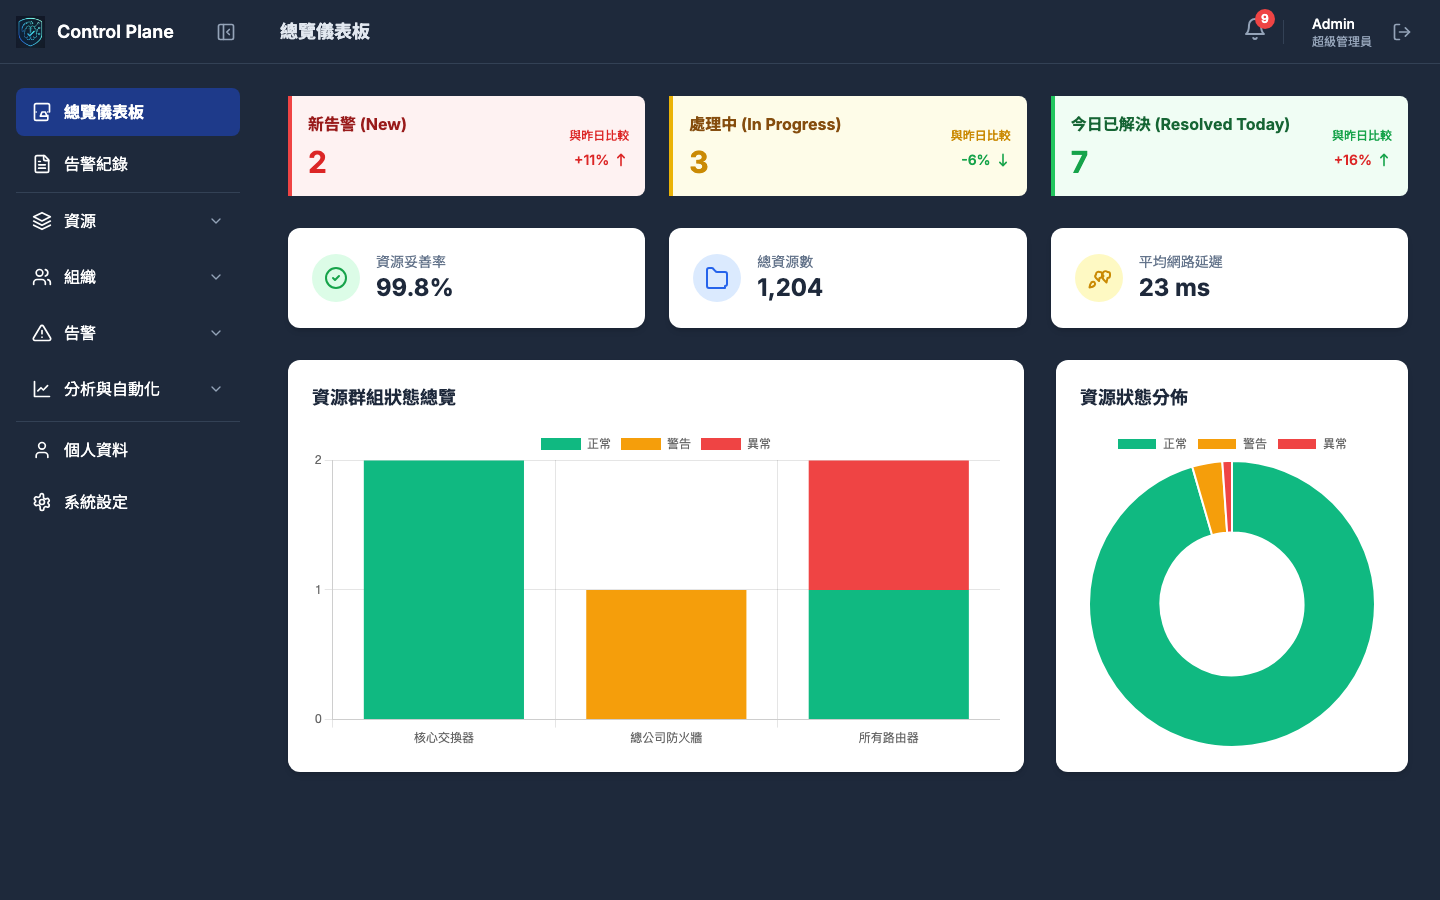 Control Plane
總覽儀表板
9
Admin
超級管理員
總覽儀表板
告警紀錄
資源
組織
告警
分析與自動化
個人資料
系統設定
新告警 (New)
2
與昨日比較
+11% ↑
處理中 (In Progress)
3
與昨日比較
-6% ↓
今日已解決 (Resolved Today)
7
與昨日比較
+16% ↑
資源妥善率
99.8%
總資源數
1,204
平均網路延遲
23 ms
資源群組狀態總覽
正常 警告 異常
2
1
0
核心交換器 總公司防火牆 所有路由器
資源狀態分佈
正常 警告 異常